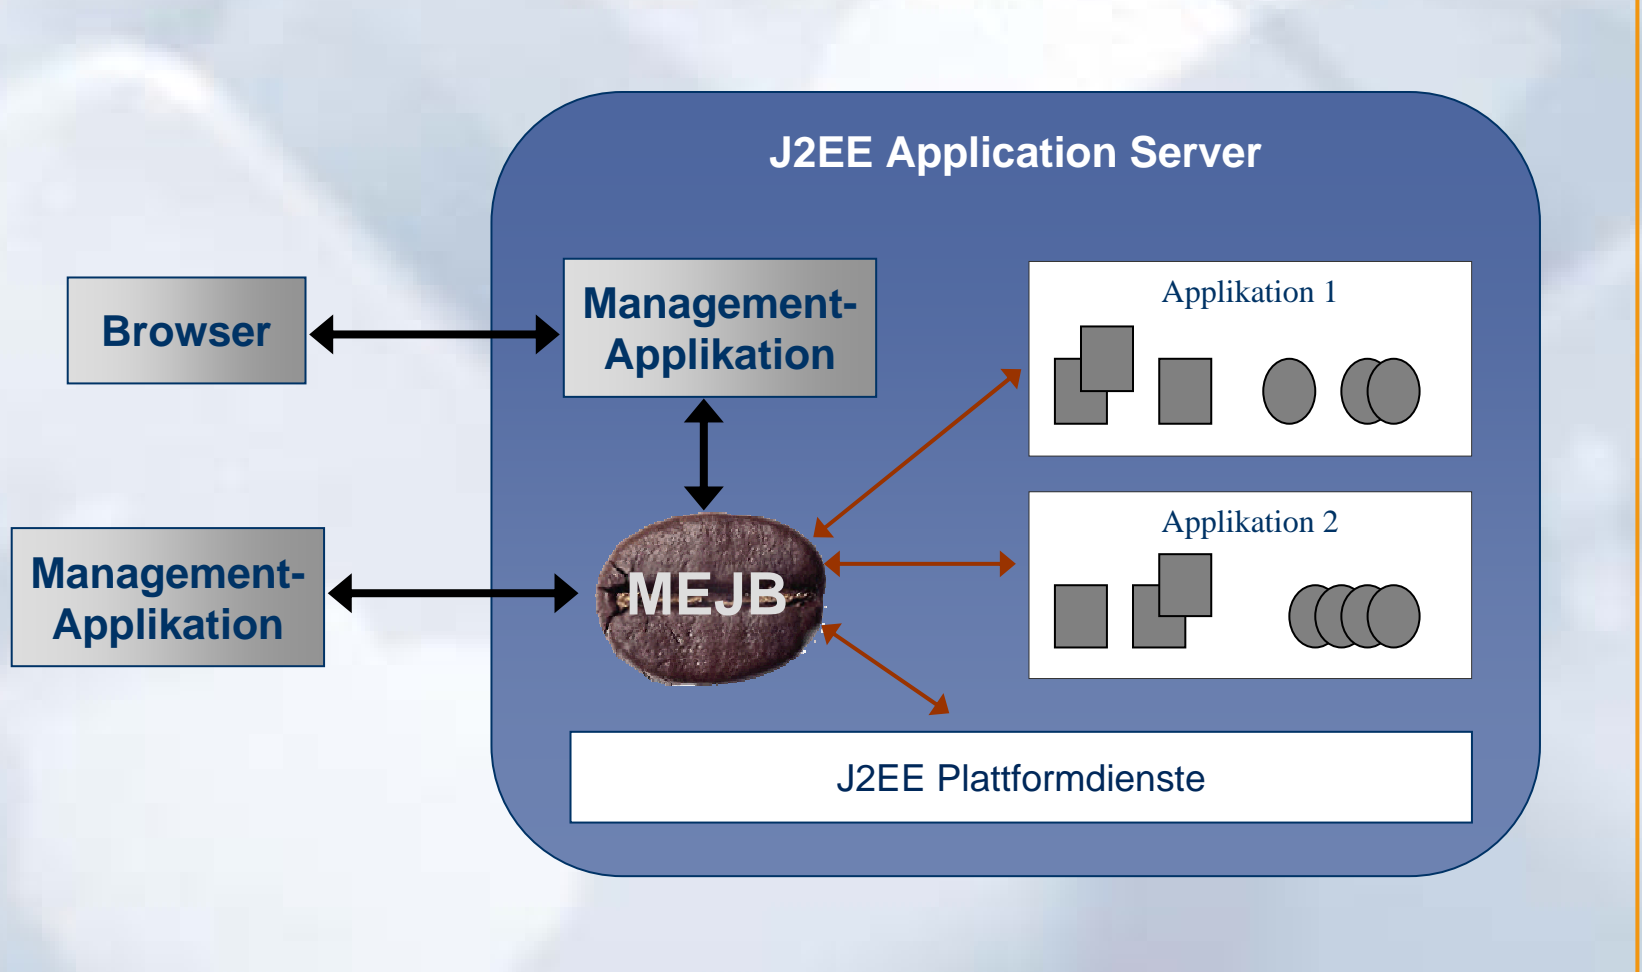 J2EE Application Server
Browser
Management-
Applikation
Applikation 1
Management-
Applikation
MEJB
Applikation 2
J2EE Plattformdienste